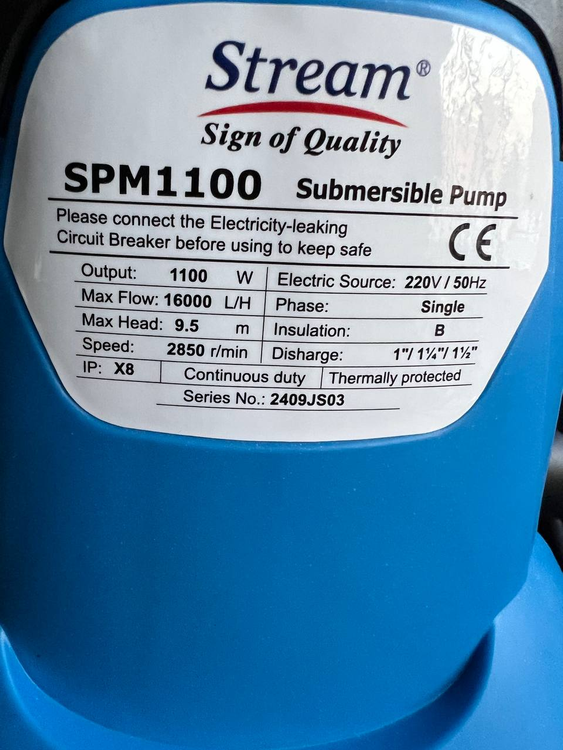 Stream®
Sign of Quality
SPM1100 Submersible Pump
Please connect the Electricity-leaking
Circuit Breaker before using to keep safe
CE
Output: 1100 W Electric Source: 220V / 50Hz
Max Flow: 16000 L/H Phase: Single
Max Head: 9.5 m Insulation: B
Speed: 2850 r/min Disharge: 1"/ 1¼"/ 1½"
IP: X8 Continuous duty Thermally protected
Series No.: 2409JS03